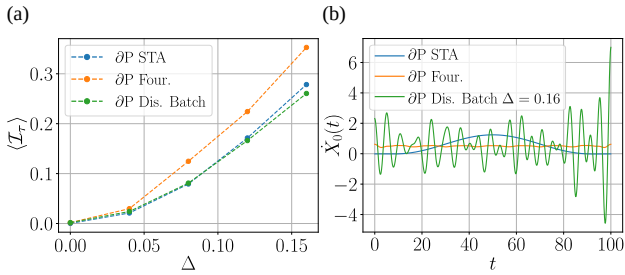 (a)
∂P STA
∂P Four.
∂P Dis. Batch
0.3
0.2
0.1
0.0
⟨𝓘τ⟩
0.00 0.05 0.10 0.15
Δ
(b)
∂P STA
∂P Four.
∂P Dis. Batch Δ = 0.16
6
4
2
0
−2
−4
Ẋ₀(t)
0 20 40 60 80 100
t